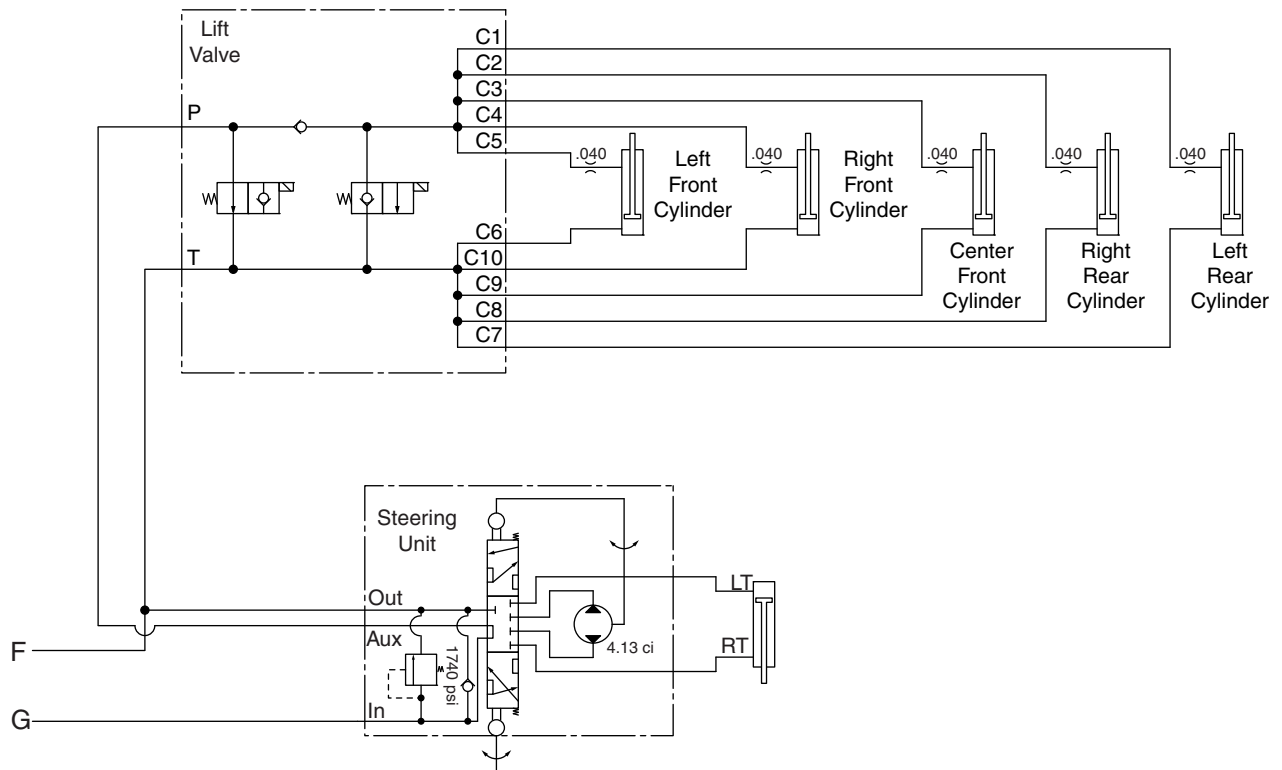 Lift
Valve
C1
C2
C3
C4
C5
P
.040
.040
.040
.040
.040
Left
Front
Cylinder
Right
Front
Cylinder
C6
C10
C9
C8
C7
T
Center
Front
Cylinder
Right
Rear
Cylinder
Left
Rear
Cylinder
Steering
Unit
Out
Aux
In
1740 psi
4.13 ci
LT
RT
F
G